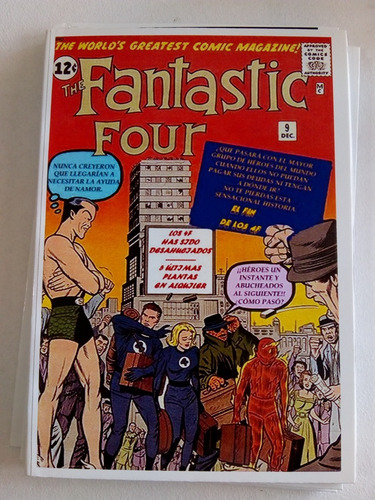 THE WORLD'S GREATEST COMIC MAGAZINE!
APPROVED
BY THE
COMICS
CODE
AUTHORITY
12¢
THE
Fantastic
Four
MC
9
DEC.
NUNCA CREYERON
QUE LLEGARÍAN A
NECESITAR LA AYUDA
DE NAMOR.
¿QUE PASARÁ CON EL MAYOR
GRUPO DE HÉROES DEL MUNDO
CUANDO ELLOS NO PUEDAN
PAGAR SUS DEUDAS NI TENGAN
A DÓNDE IR?
NO TE PIERDAS ESTA
SENSACIONAL HISTORIA
EL FIN
DE LOS 4F
LOS 4F
HAN SIDO
DESAHUCIADOS
5 ÚLTIMAS
PLANTAS
EN ALQUILER
¡¡HÉROES UN
INSTANTE Y
ABUCHEADOS
AL SIGUIENTE!!
¿CÓMO PASÓ?
4